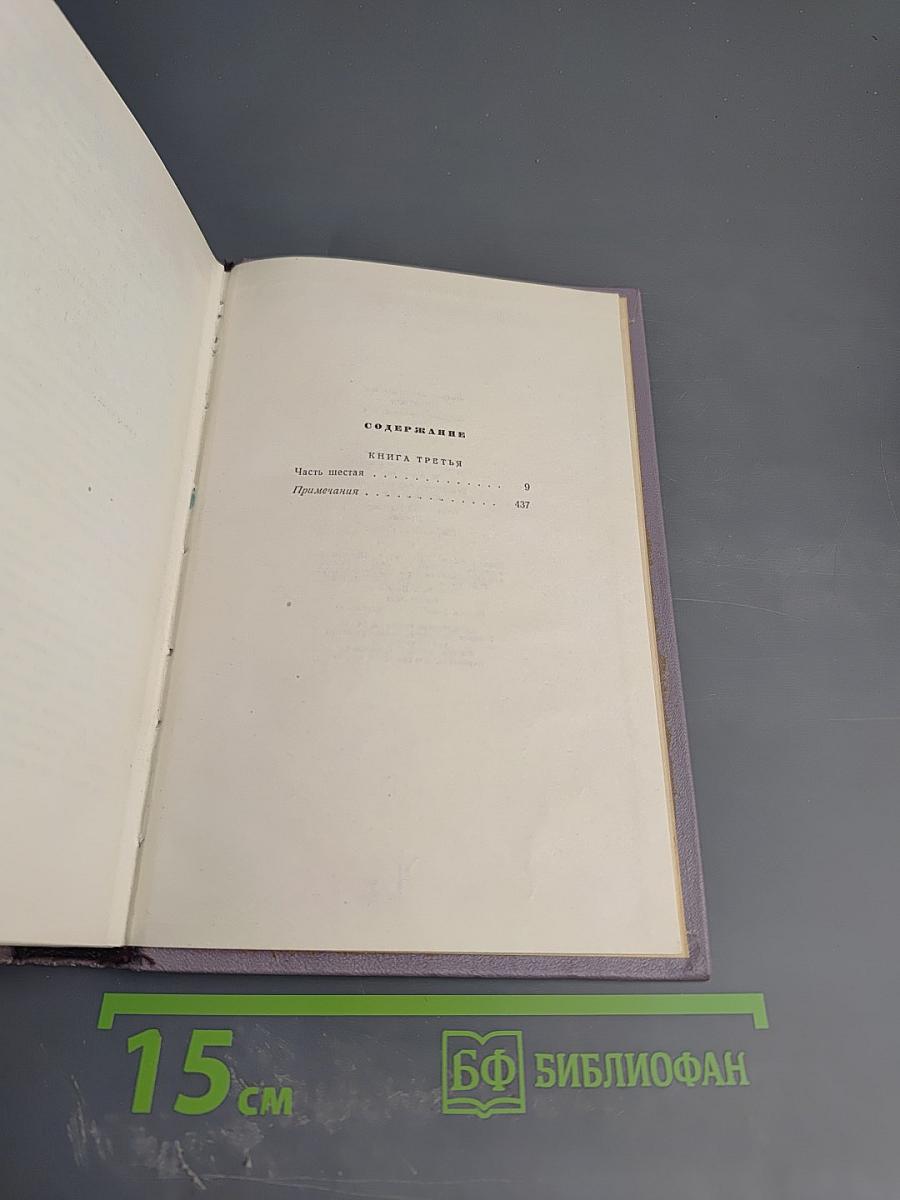 СОДЕРЖАНИЕ
КНИГА ТРЕТЬЯ
Часть шестая . . . . . . . . . . . . . 9
Примечания . . . . . . . . . . . . . 437
15 см
БФ БИБЛИОФАН